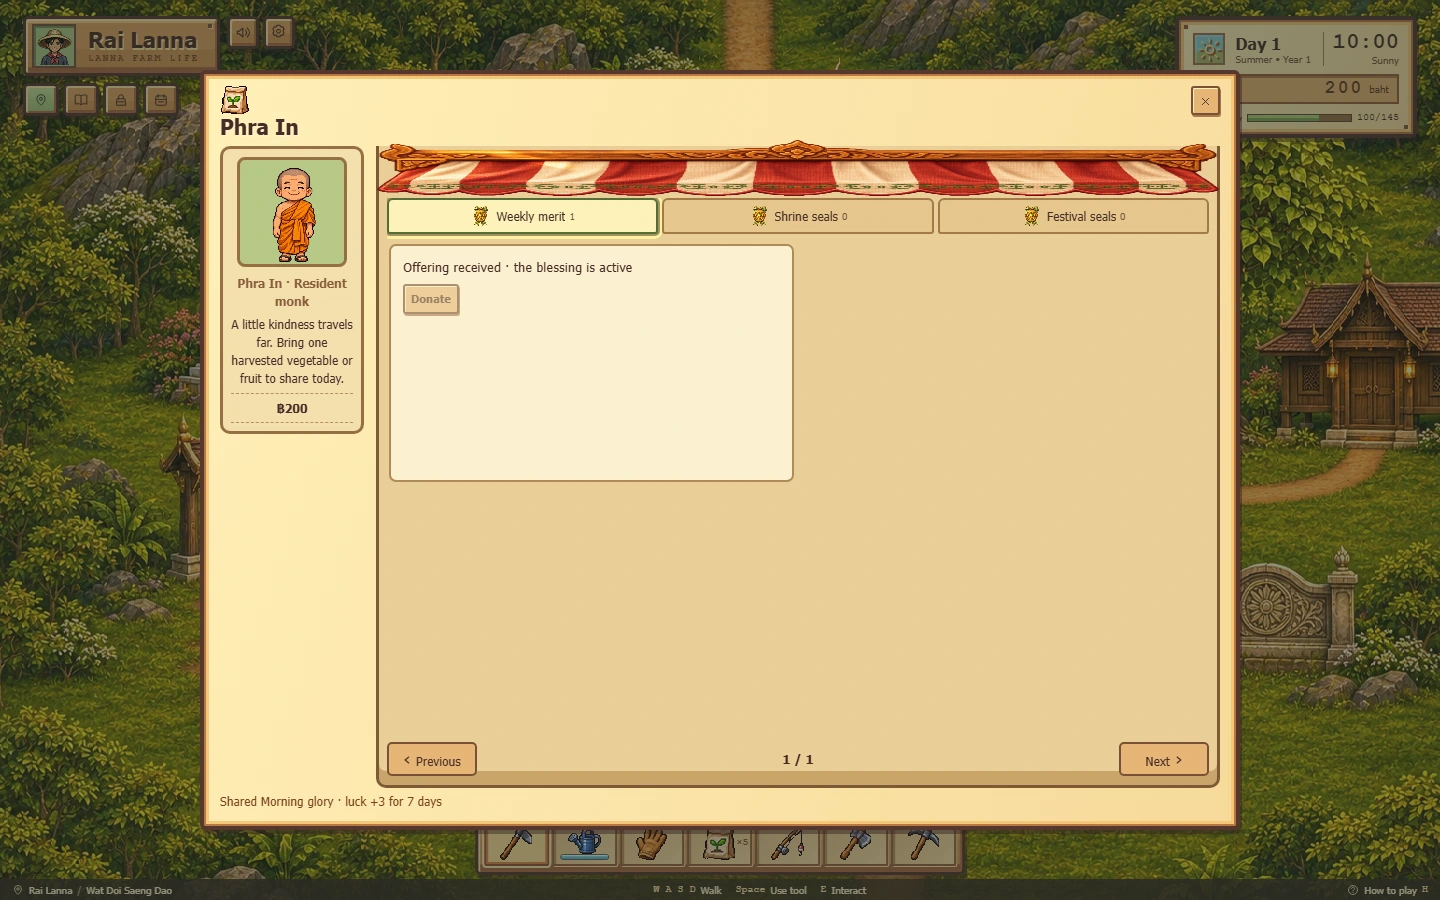 Rai Lanna
LANNA FARM LIFE
Day 1
Summer • Year 1
10:00
Sunny
200 baht
100/145
Phra In
×
Phra In · Resident
monk
A little kindness travels
far. Bring one
harvested vegetable or
fruit to share today.
฿200
Weekly merit 1
Shrine seals 0
Festival seals 0
Offering received · the blessing is active
Donate
‹ Previous
1 / 1
Next ›
Shared Morning glory · luck +3 for 7 days
×5
Rai Lanna / Wat Doi Saeng Dao
W A S D Walk
Space Use tool
E Interact
How to play H